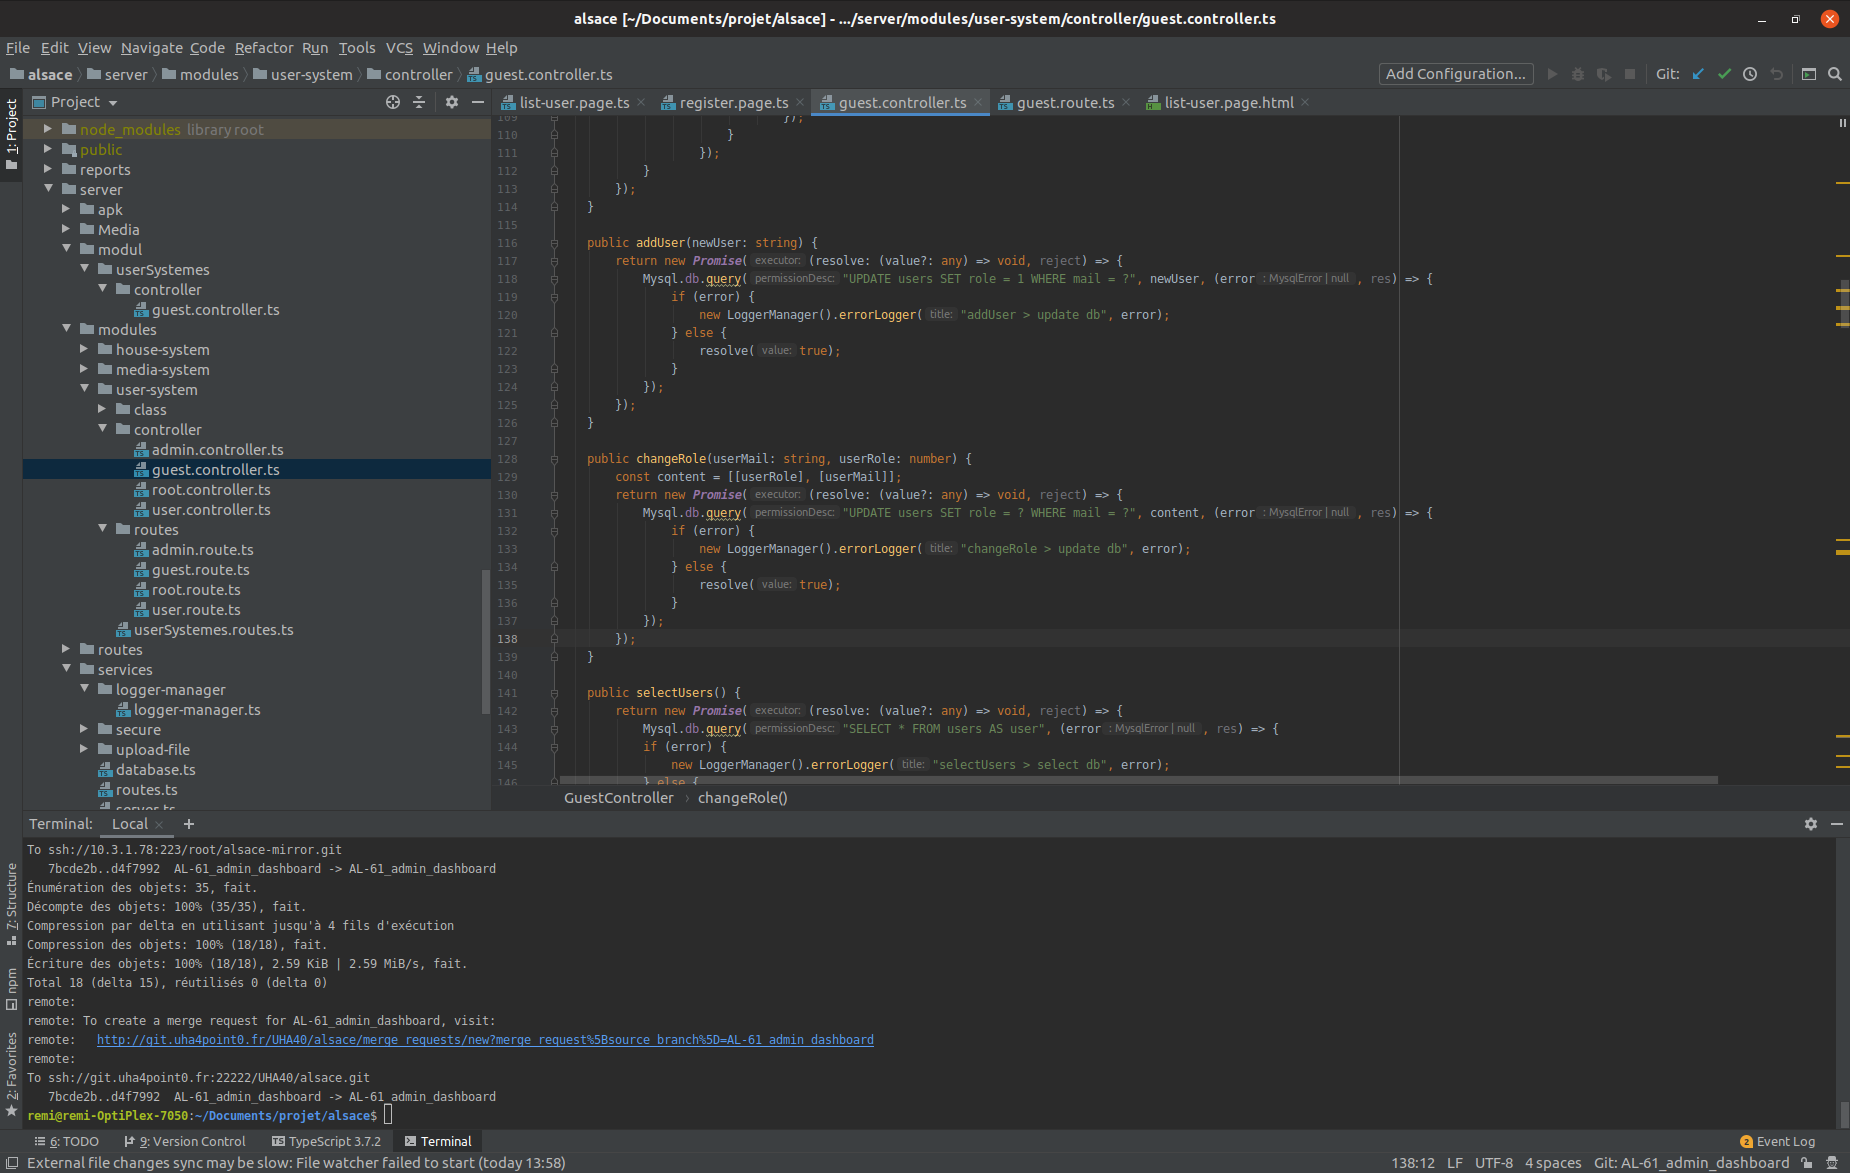 alsace [~/Documents/projet/alsace] - .../server/modules/user-system/controller/guest.controller.ts
File Edit View Navigate Code Refactor Run Tools VCS Window Help
alsace server modules user-system controller guest.controller.ts Add Configuration... Git:
1: Project
Project
list-user.page.ts register.page.ts guest.controller.ts guest.route.ts list-user.page.html
node_modules library root
public
reports
server
apk
Media
modul
userSystemes
controller
guest.controller.ts
modules
house-system
media-system
user-system
class
controller
admin.controller.ts
guest.controller.ts
root.controller.ts
user.controller.ts
routes
admin.route.ts
guest.route.ts
root.route.ts
user.route.ts
userSystemes.routes.ts
routes
services
logger-manager
logger-manager.ts
secure
upload-file
database.ts
routes.ts
server.ts
109 });
110 }
111 });
112 }
113 });
114 }
115
116 public addUser(newUser: string) {
117 return new Promise( executor: (resolve: (value?: any) => void, reject) => {
118 Mysql.db.query( permissionDesc: "UPDATE users SET role = 1 WHERE mail = ?", newUser, (error : MysqlError | null , res) => {
119 if (error) {
120 new LoggerManager().errorLogger( title: "addUser > update db", error);
121 } else {
122 resolve( value: true);
123 }
124 });
125 });
126 }
127
128 public changeRole(userMail: string, userRole: number) {
129 const content = [[userRole], [userMail]];
130 return new Promise( executor: (resolve: (value?: any) => void, reject) => {
131 Mysql.db.query( permissionDesc: "UPDATE users SET role = ? WHERE mail = ?", content, (error : MysqlError | null , res) => {
132 if (error) {
133 new LoggerManager().errorLogger( title: "changeRole > update db", error);
134 } else {
135 resolve( value: true);
136 }
137 });
138 });
139 }
140
141 public selectUsers() {
142 return new Promise( executor: (resolve: (value?: any) => void, reject) => {
143 Mysql.db.query( permissionDesc: "SELECT * FROM users AS user", (error : MysqlError | null , res) => {
144 if (error) {
145 new LoggerManager().errorLogger( title: "selectUsers > select db", error);
146 } else {
GuestController changeRole()
Terminal: Local +
To ssh://10.3.1.78:223/root/alsace-mirror.git
7bcde2b..d4f7992 AL-61_admin_dashboard -> AL-61_admin_dashboard
Énumération des objets: 35, fait.
Décompte des objets: 100% (35/35), fait.
Compression par delta en utilisant jusqu'à 4 fils d'exécution
Compression des objets: 100% (18/18), fait.
Écriture des objets: 100% (18/18), 2.59 KiB | 2.59 MiB/s, fait.
Total 18 (delta 15), réutilisés 0 (delta 0)
remote:
remote: To create a merge request for AL-61_admin_dashboard, visit:
remote: http://git.uha4point0.fr/UHA40/alsace/merge_requests/new?merge_request%5Bsource_branch%5D=AL-61_admin_dashboard
remote:
To ssh://git.uha4point0.fr:22222/UHA40/alsace.git
7bcde2b..d4f7992 AL-61_admin_dashboard -> AL-61_admin_dashboard
remi@remi-OptiPlex-7050:~/Documents/projet/alsace$
7: Structure
npm
2: Favorites
6: TODO 9: Version Control TypeScript 3.7.2 Terminal 2 Event Log
External file changes sync may be slow: File watcher failed to start (today 13:58) 138:12 LF UTF-8 4 spaces Git: AL-61_admin_dashboard